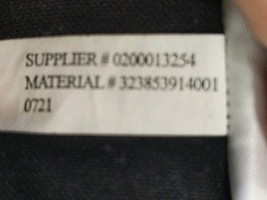 SUPPLIER # 0200013254
MATERIAL # 323853914001
0721